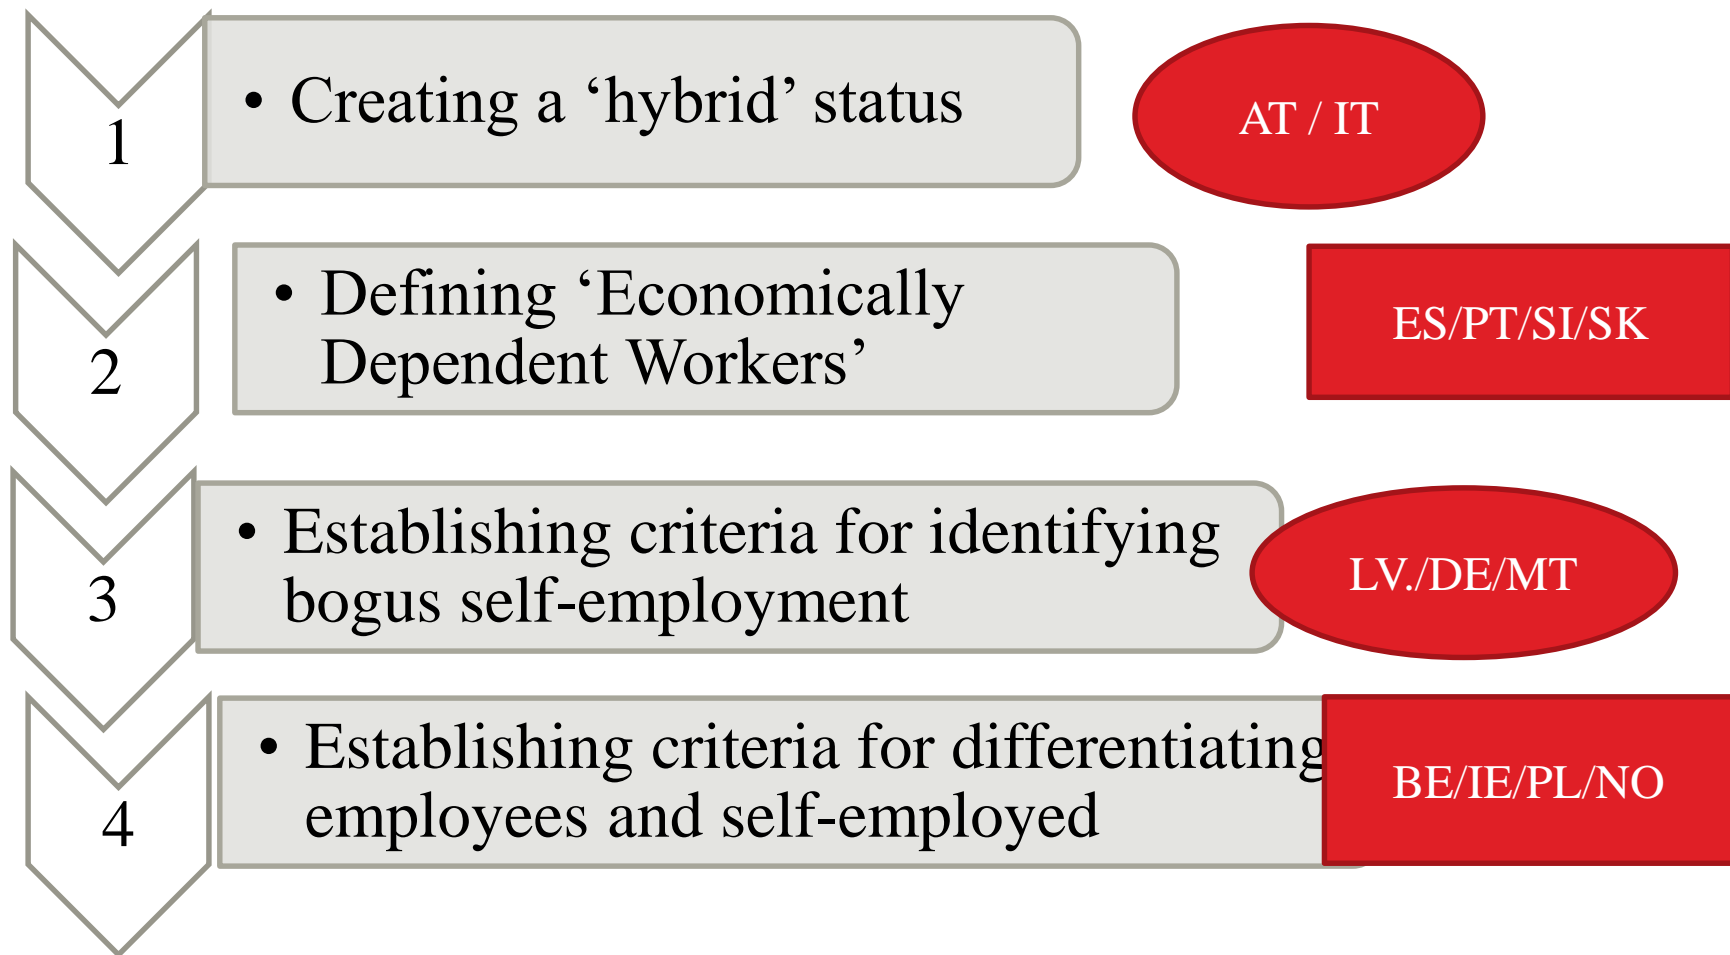 1
• Creating a ‘hybrid’ status
AT / IT
2
• Defining ‘Economically
Dependent Workers’
ES/PT/SI/SK
3
• Establishing criteria for identifying
bogus self-employment
LV./DE/MT
4
• Establishing criteria for differentiating
employees and self-employed
BE/IE/PL/NO